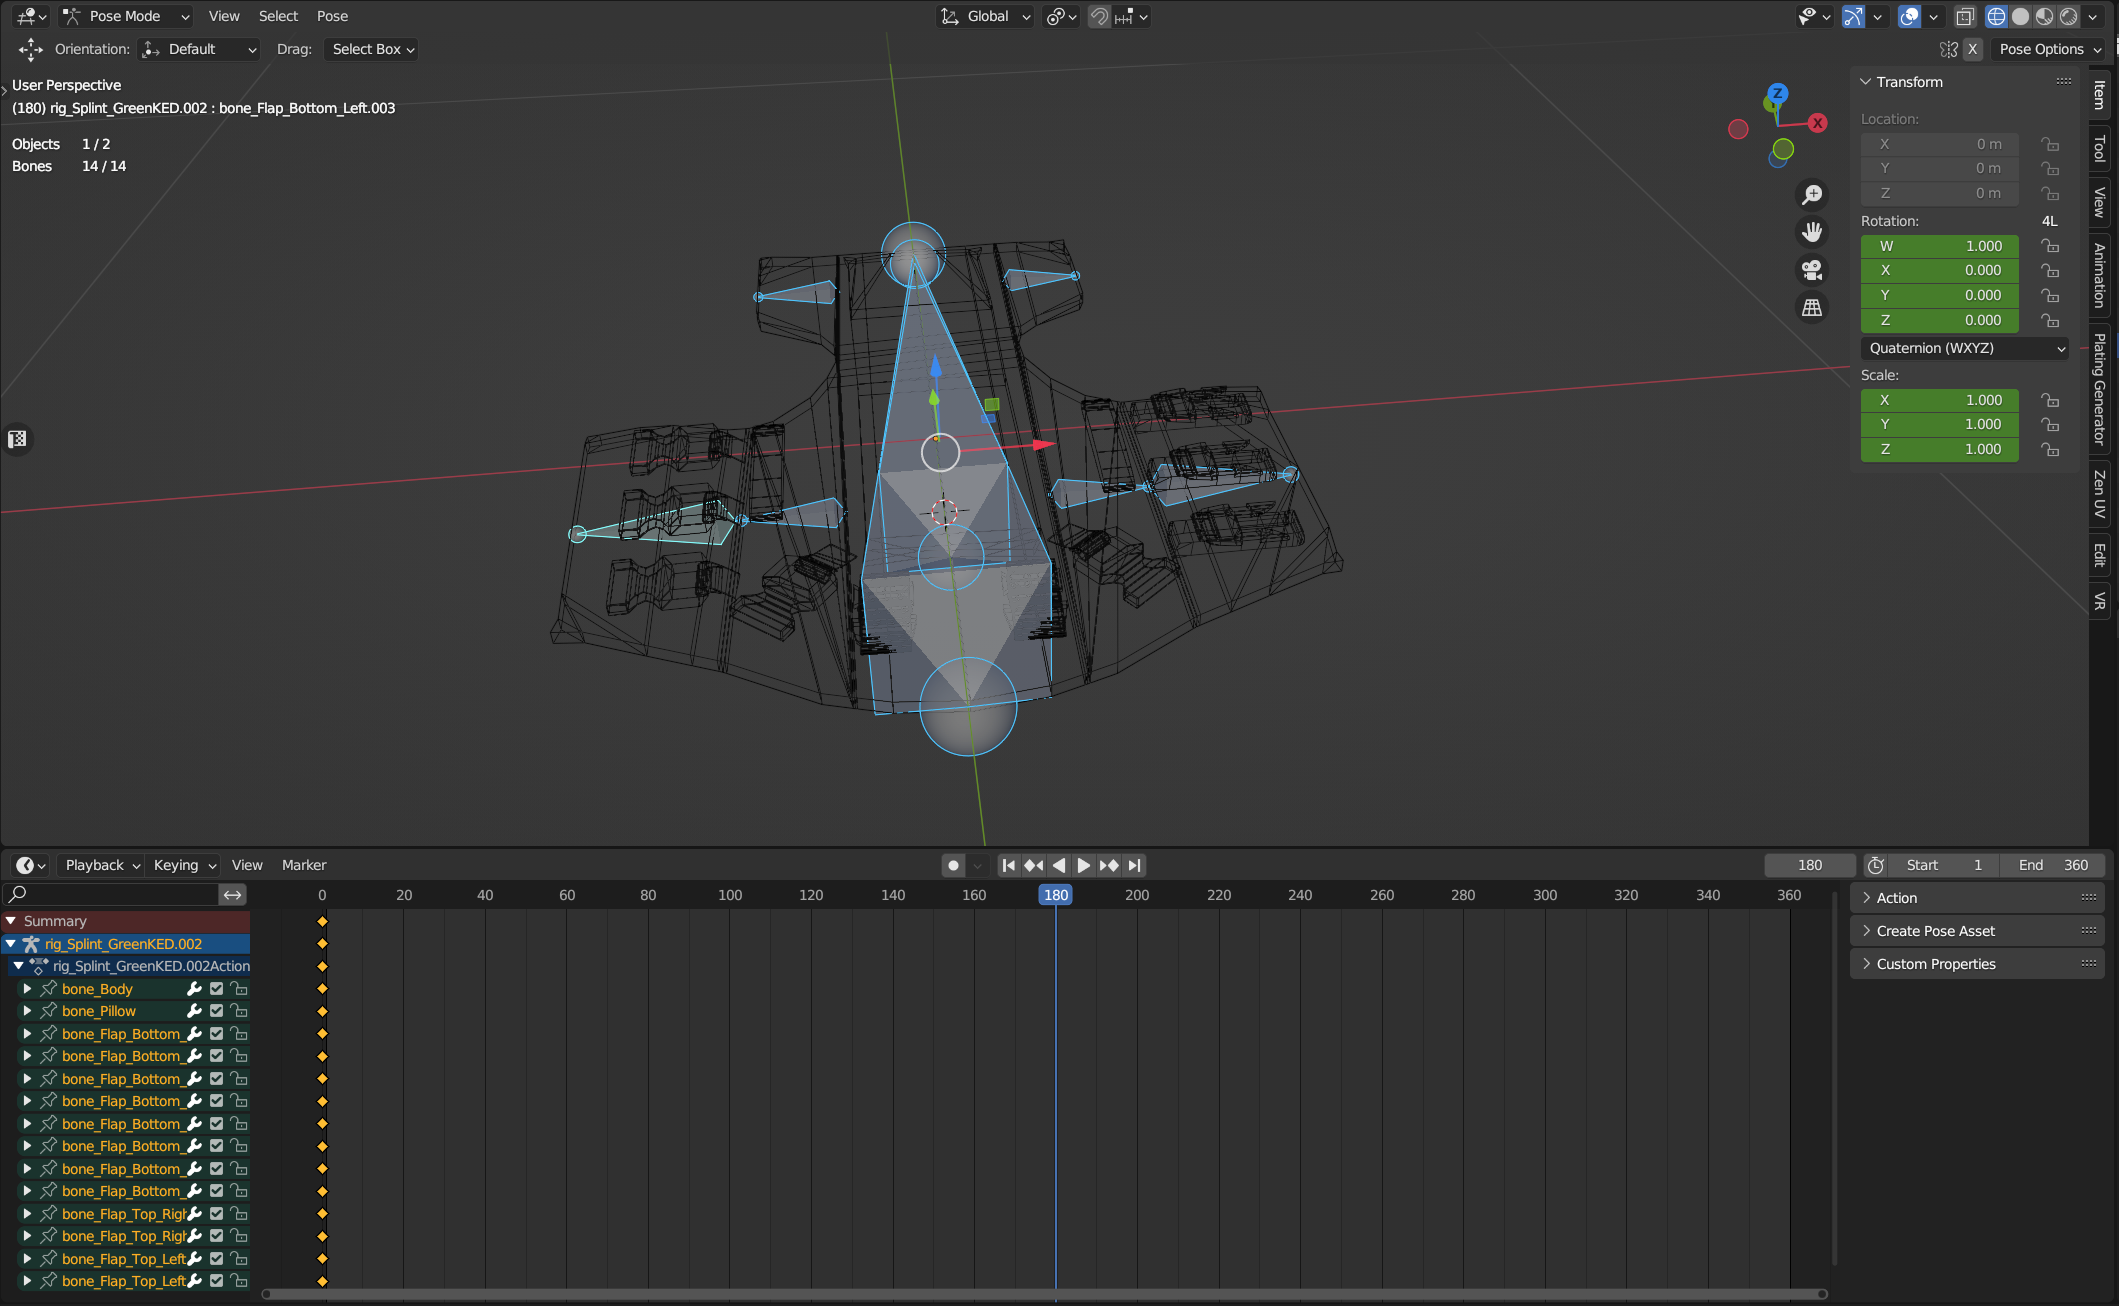 Pose Mode View Select Pose Global
Orientation: Default Drag: Select Box X Pose Options
User Perspective
(180) rig_Splint_GreenKED.002 : bone_Flap_Bottom_Left.003
Objects 1 / 2
Bones 14 / 14
Z
X
Transform
Location:
X 0 m
Y 0 m
Z 0 m
Rotation: 4L
W 1.000
X 0.000
Y 0.000
Z 0.000
Quaternion (WXYZ)
Scale:
X 1.000
Y 1.000
Z 1.000
Item
Tool
View
Animation
Plating Generator
Zen UV
Edit
VR
Playback Keying View Marker 180 Start 1 End 360
0 20 40 60 80 100 120 140 160 180 200 220 240 260 280 300 320 340 360
Summary
rig_Splint_GreenKED.002
rig_Splint_GreenKED.002Action
bone_Body
bone_Pillow
bone_Flap_Bottom_
bone_Flap_Bottom_
bone_Flap_Bottom_
bone_Flap_Bottom_
bone_Flap_Bottom_
bone_Flap_Bottom_
bone_Flap_Bottom_
bone_Flap_Bottom_
bone_Flap_Top_Righ
bone_Flap_Top_Righ
bone_Flap_Top_Left
bone_Flap_Top_Left
Action
Create Pose Asset
Custom Properties